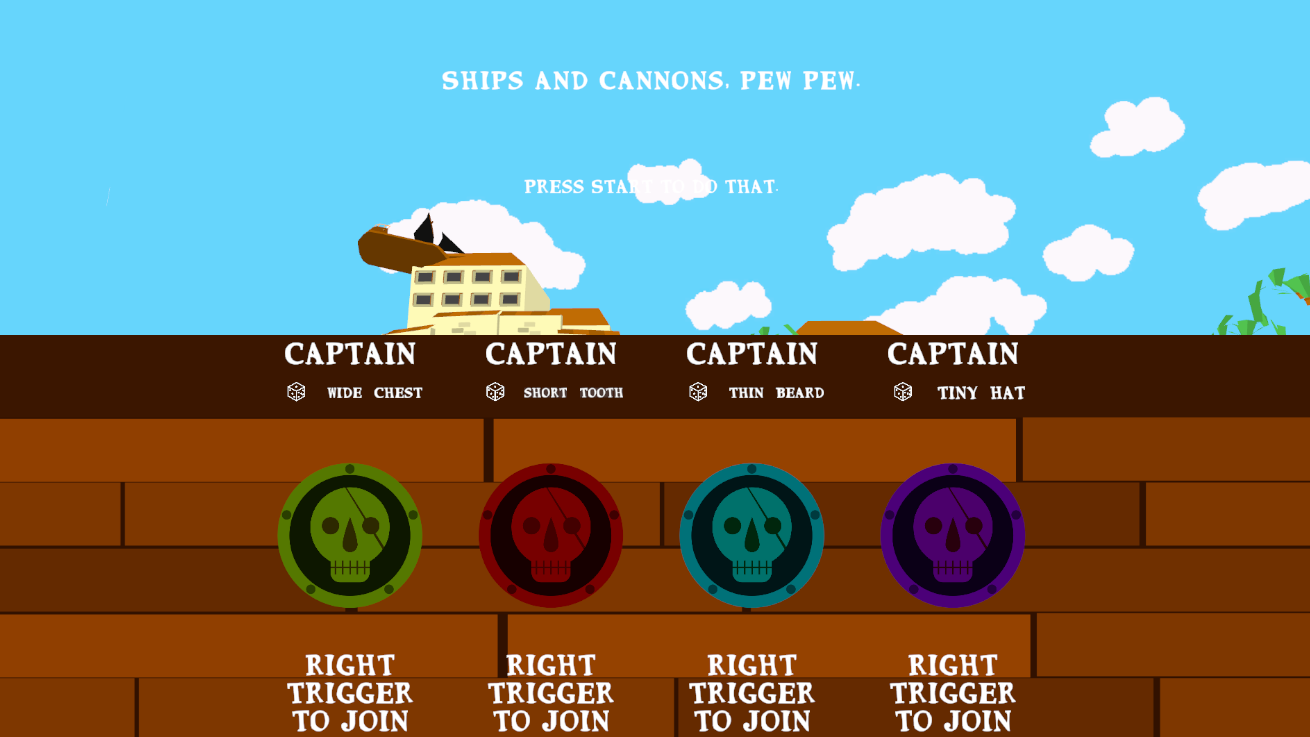 SHIPS AND CANNONS. PEW PEW.
PRESS START TO DO THAT.
CAPTAIN CAPTAIN CAPTAIN CAPTAIN
WIDE CHEST SHORT TOOTH THIN BEARD TINY HAT
RIGHT RIGHT RIGHT RIGHT
TRIGGER TRIGGER TRIGGER TRIGGER
TO JOIN TO JOIN TO JOIN TO JOIN